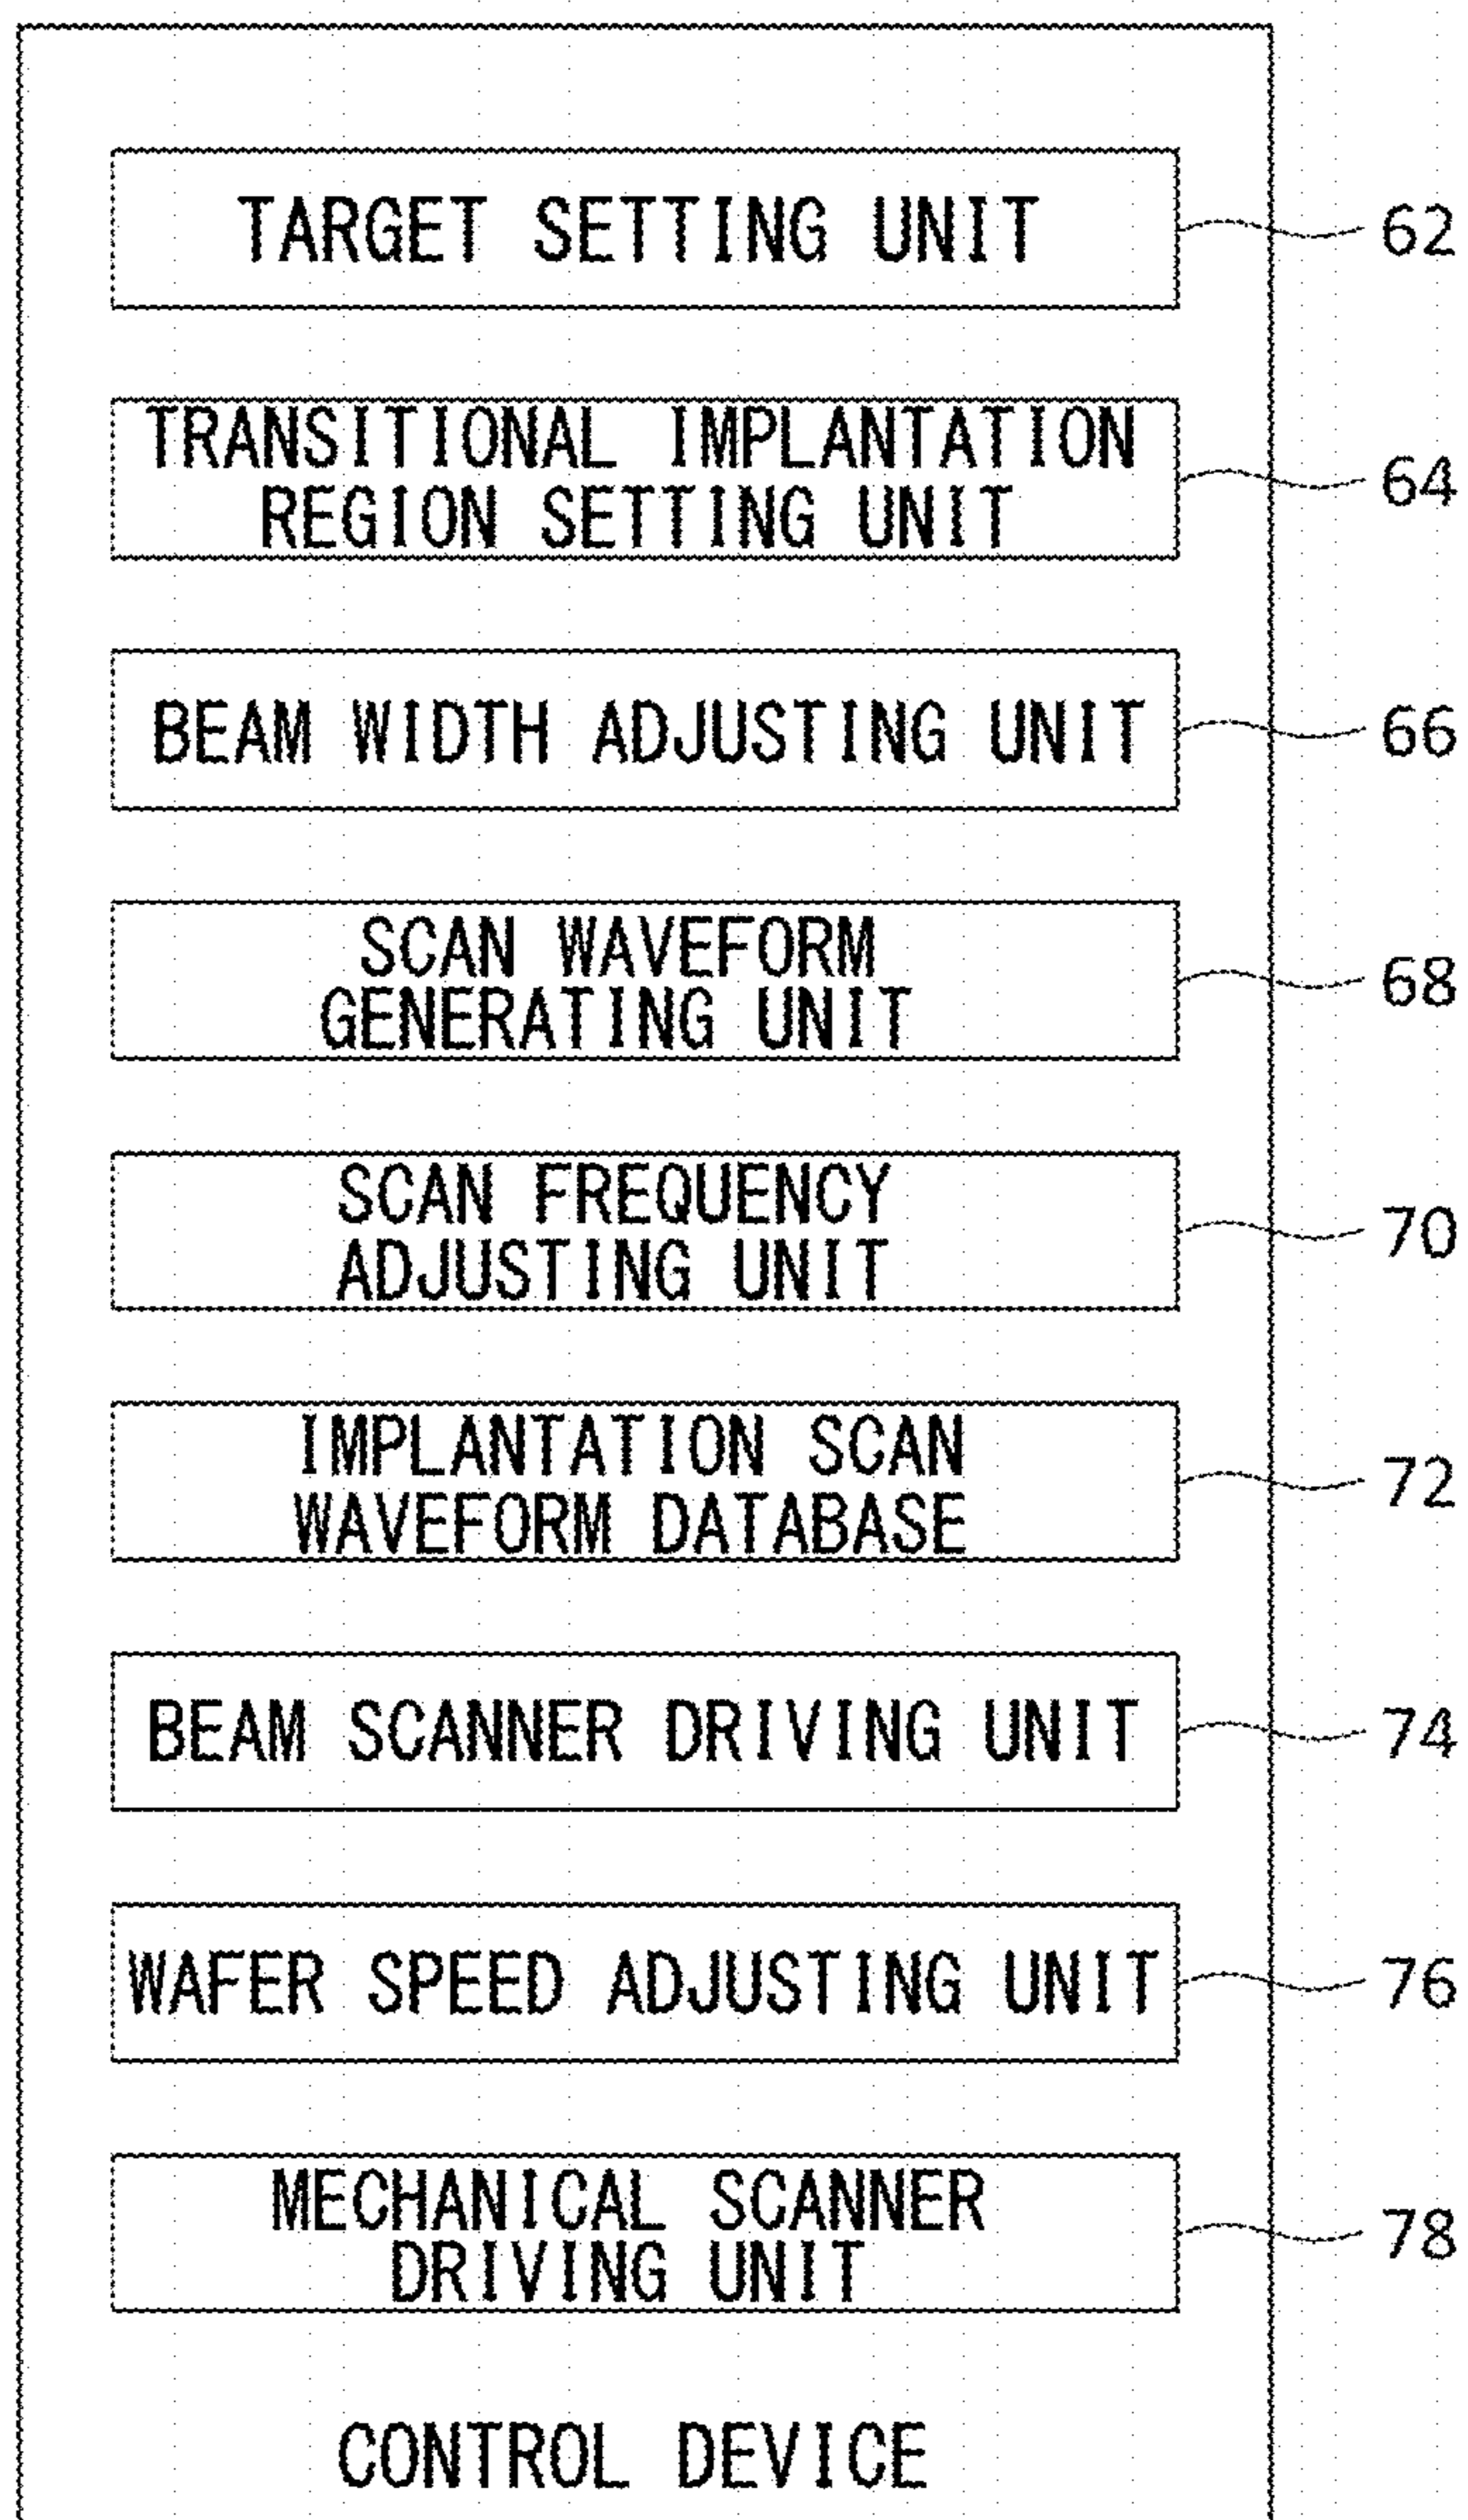 TARGET SETTING UNIT
62
TRANSITIONAL IMPLANTATION
REGION SETTING UNIT
64
BEAM WIDTH ADJUSTING UNIT
66
SCAN WAVEFORM
GENERATING UNIT
68
SCAN FREQUENCY
ADJUSTING UNIT
70
IMPLANTATION SCAN
WAVEFORM DATABASE
72
BEAM SCANNER DRIVING UNIT
74
WAFER SPEED ADJUSTING UNIT
76
MECHANICAL SCANNER
DRIVING UNIT
78
CONTROL DEVICE